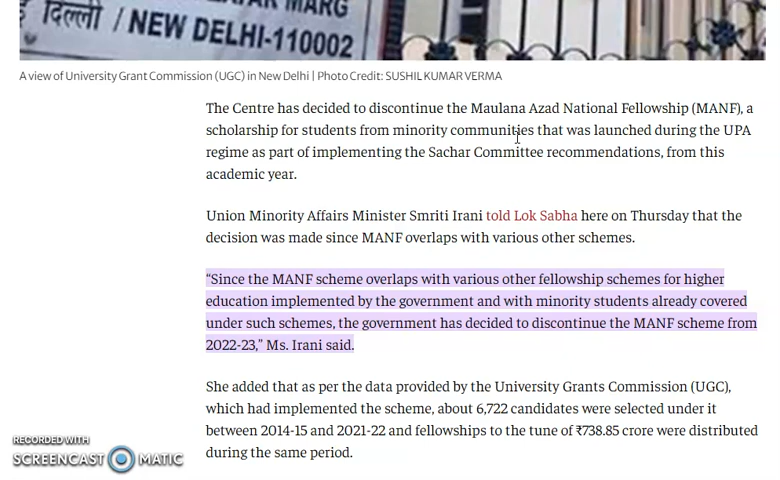 दिल्ली / NEW DELHI-110002
A view of University Grant Commission (UGC) in New Delhi | Photo Credit: SUSHIL KUMAR VERMA
The Centre has decided to discontinue the Maulana Azad National Fellowship (MANF), a
scholarship for students from minority communities that was launched during the UPA
regime as part of implementing the Sachar Committee recommendations, from this
academic year.
Union Minority Affairs Minister Smriti Irani told Lok Sabha here on Thursday that the
decision was made since MANF overlaps with various other schemes.
“Since the MANF scheme overlaps with various other fellowship schemes for higher
education implemented by the government and with minority students already covered
under such schemes, the government has decided to discontinue the MANF scheme from
2022-23,” Ms. Irani said.
She added that as per the data provided by the University Grants Commission (UGC),
which had implemented the scheme, about 6,722 candidates were selected under it
between 2014-15 and 2021-22 and fellowships to the tune of ₹738.85 crore were distributed
during the same period.
RECORDED WITH
SCREENCAST MATIC